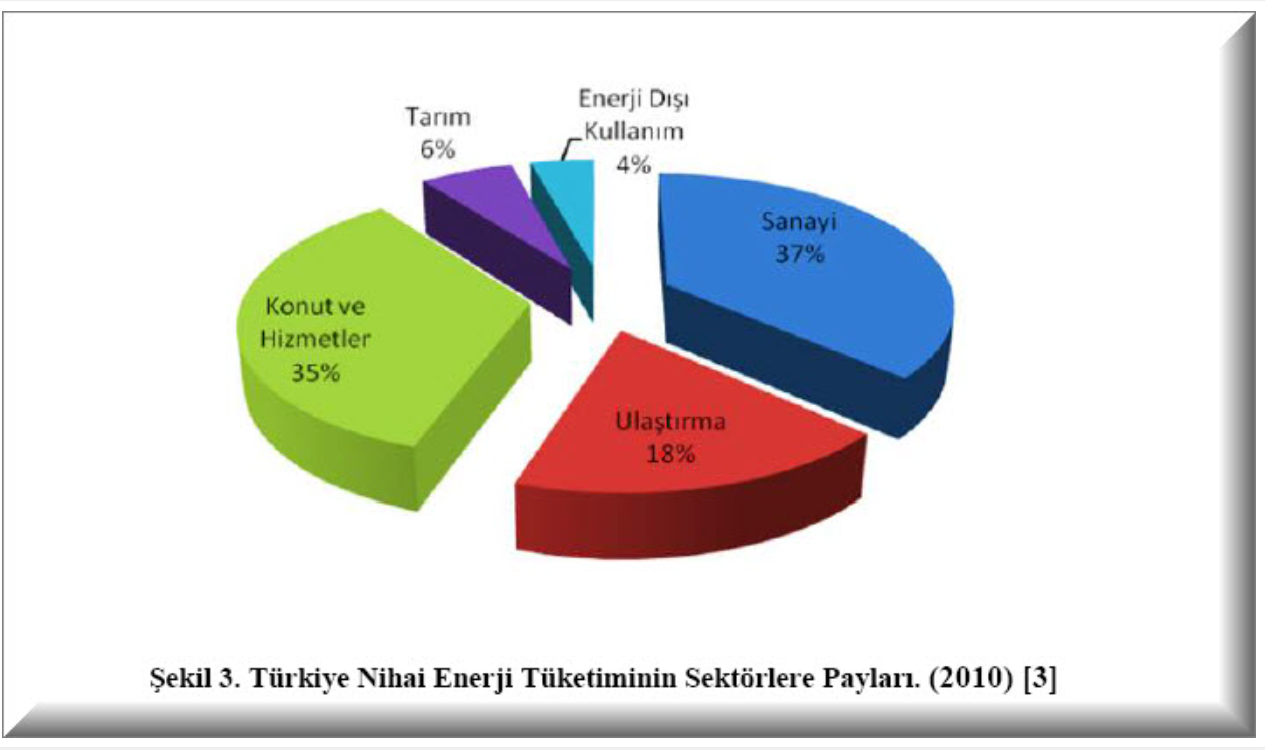 Enerji Dışı
Kullanım
4%
Tarım
6%
Sanayi
37%
Konut ve
Hizmetler
35%
Ulaştırma
18%
Şekil 3. Türkiye Nihai Enerji Tüketiminin Sektörlere Payları. (2010) [3]